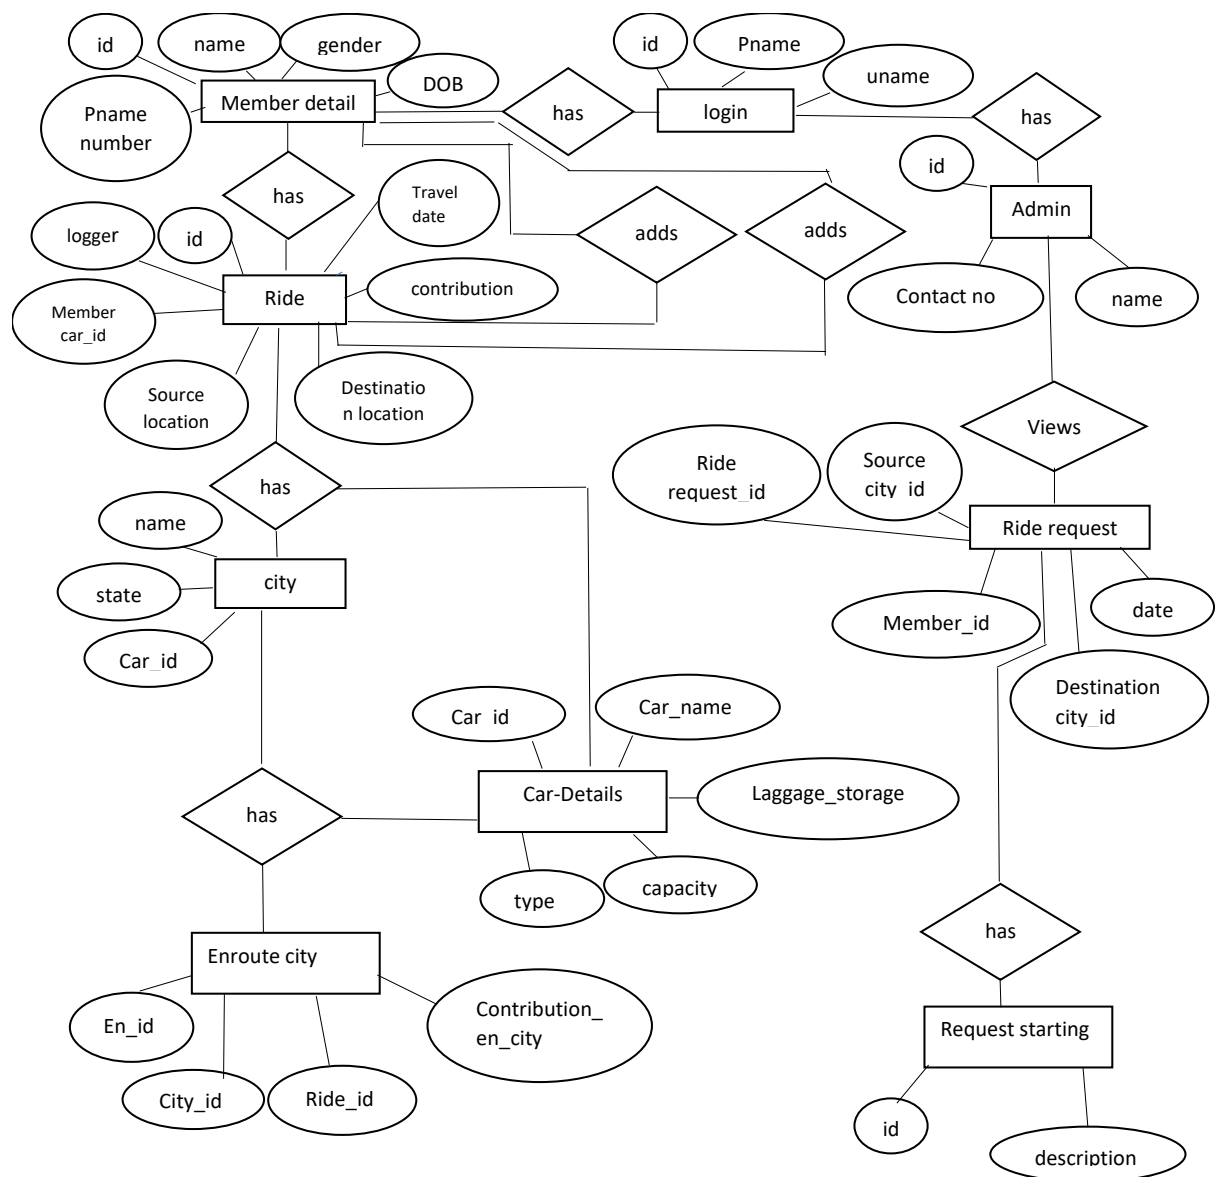 id
name
gender
id
Pname
uname
DOB
Member detail
has
login
has
Pname
number
id
has
Travel
date
Admin
logger
id
adds
adds
Ride
contribution
Contact no
name
Member
car_id
Source
location
Destinatio
n location
Views
Ride
request_id
Source
city_id
has
name
Ride request
city
state
Member_id
date
Car_id
Destination
city_id
Car_id
Car_name
Car-Details
Laggage_storage
has
type
capacity
has
Enroute city
Contribution_
en_city
En_id
Request starting
City_id
Ride_id
id
description